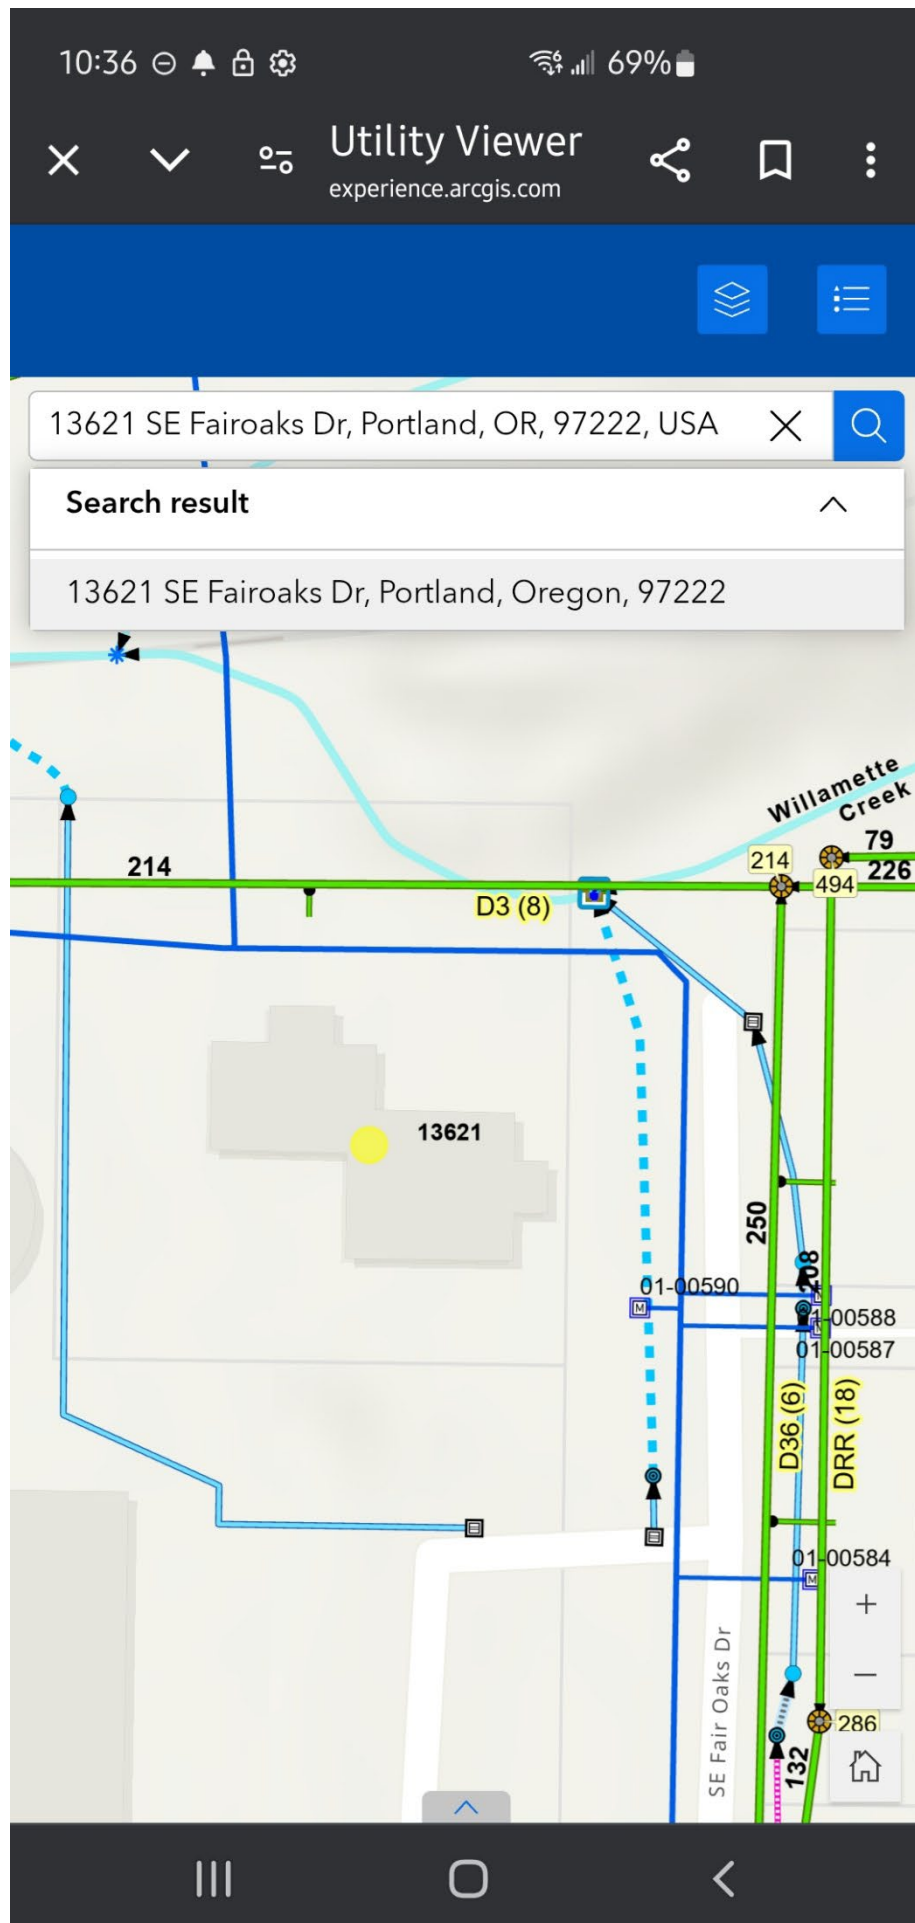 10:36
69%
Utility Viewer
experience.arcgis.com
13621 SE Fairoaks Dr, Portland, OR, 97222, USA
Search result
13621 SE Fairoaks Dr, Portland, Oregon, 97222
Willamette
Creek
79
214
214
226
494
D3 (8)
13621
250
208
01-00590
M
M
1-00588
M
01-00587
D36 (6)
DRR (18)
01-00584
M
+
−
SE Fair Oaks Dr
286
132